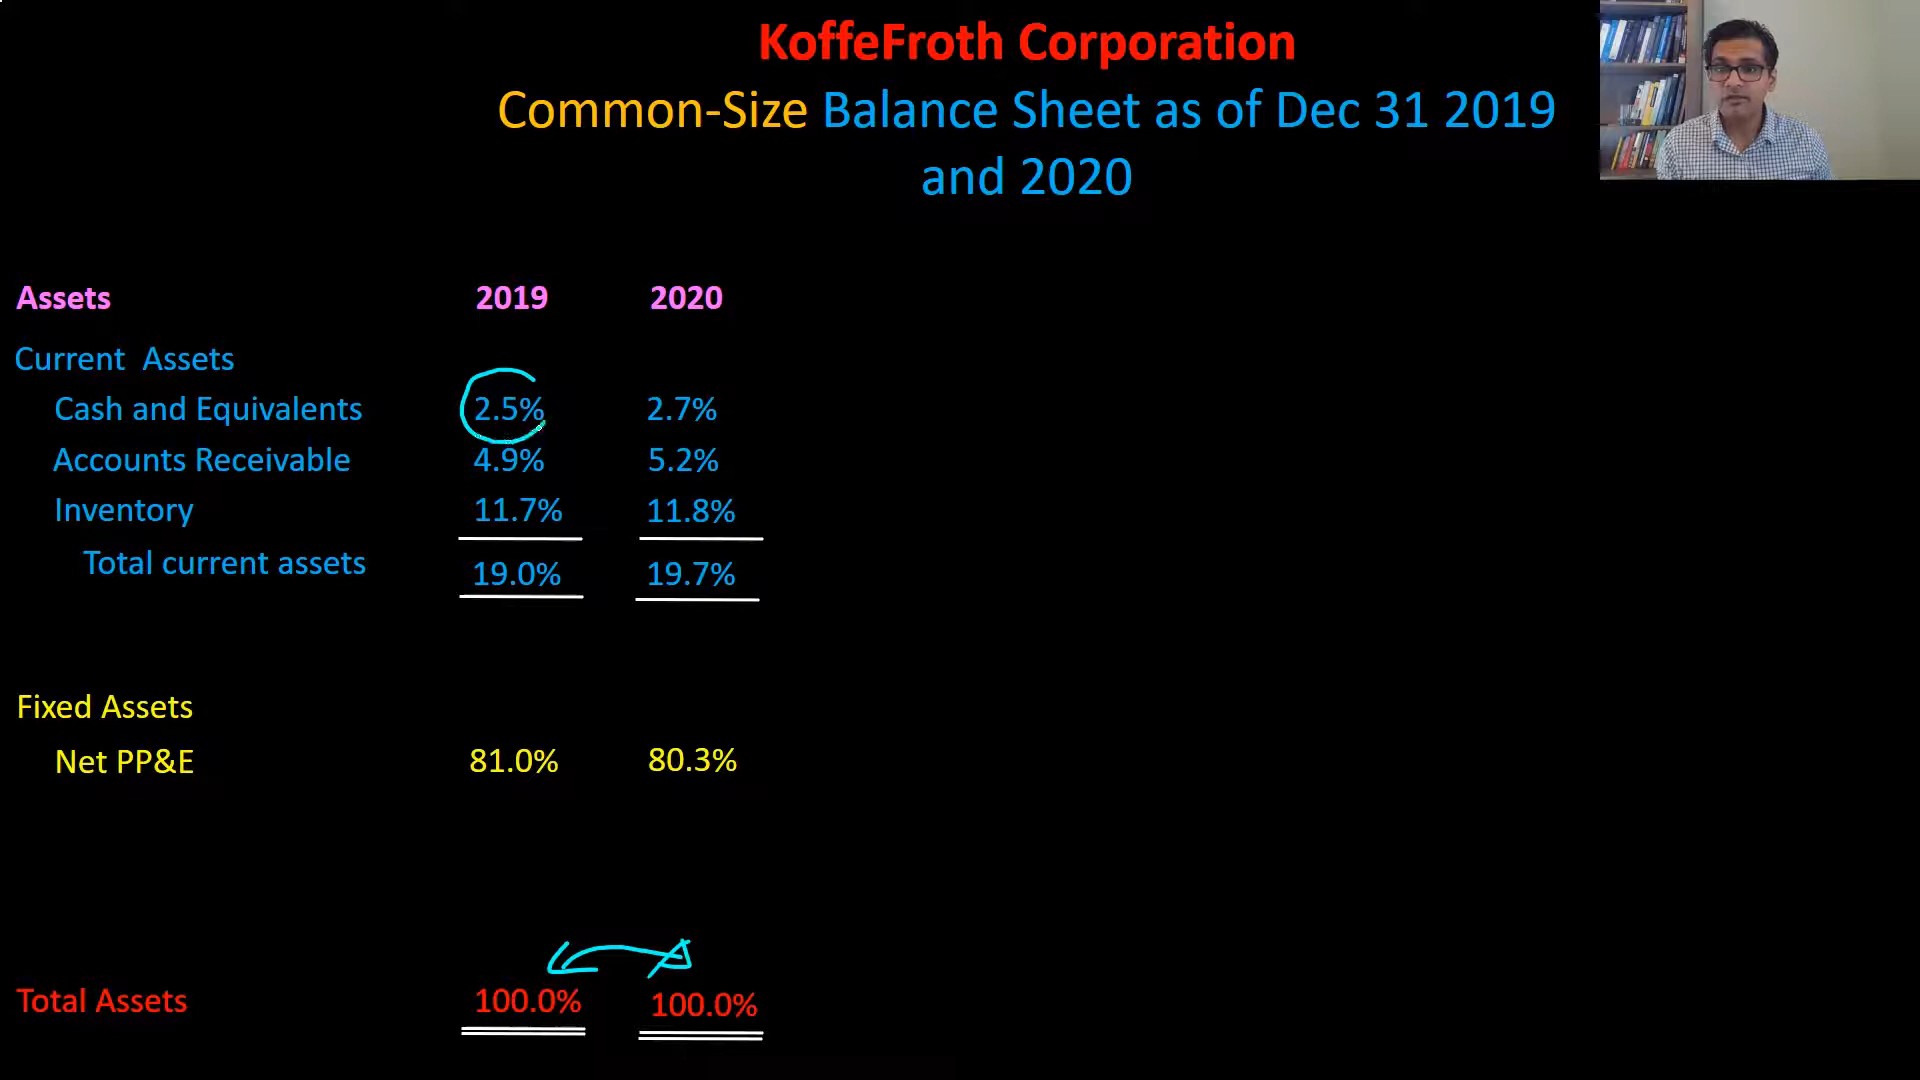 KoffeFroth Corporation
Common-Size Balance Sheet as of Dec 31 2019
and 2020
Assets 2019 2020
Current Assets
Cash and Equivalents 2.5% 2.7%
Accounts Receivable 4.9% 5.2%
Inventory 11.7% 11.8%
Total current assets 19.0% 19.7%
Fixed Assets
Net PP&E 81.0% 80.3%
Total Assets 100.0% 100.0%